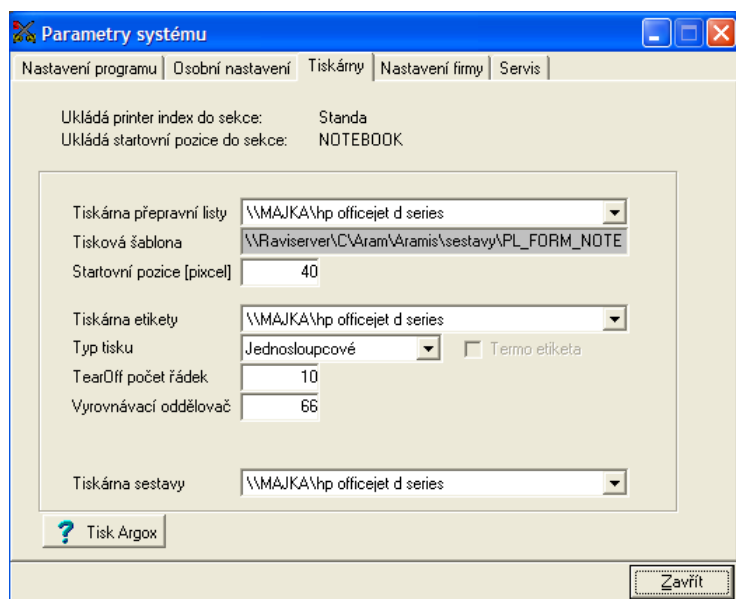 Parametry systému
Nastavení programu Osobní nastavení Tiskárny Nastavení firmy Servis
Ukládá printer index do sekce: Standa
Ukládá startovní pozice do sekce: NOTEBOOK
Tiskárna přepravní listy \\MAJKA\hp officejet d series
Tisková šablona \\Raviserver\C\Aram\Aramis\sestavy\PL_FORM_NOTE
Startovní pozice [pixcel] 40
Tiskárna etikety \\MAJKA\hp officejet d series
Typ tisku Jednosloupcové Termo etiketa
TearOff počet řádek 10
Vyrovnávací oddělovač 66
Tiskárna sestavy \\MAJKA\hp officejet d series
? Tisk Argox
Zavřít